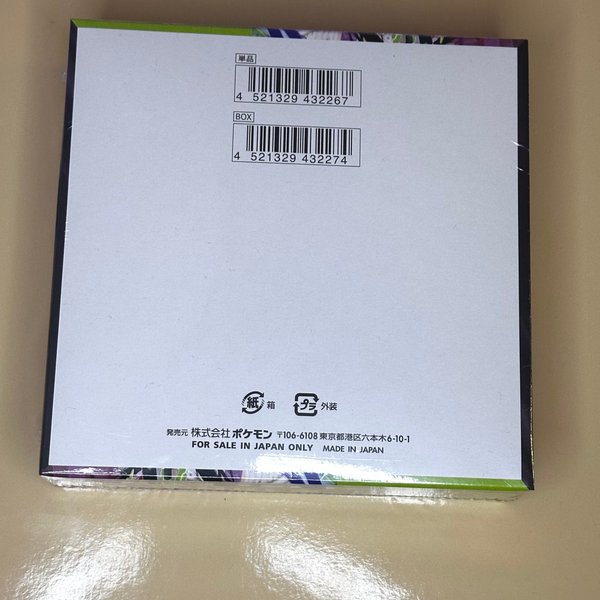 単品
4 521329 432267
BOX
4 521329 432274
紙 箱 プラ 外装
発売元 株式会社ポケモン 〒106-6108 東京都港区六本木6-10-1
FOR SALE IN JAPAN ONLY MADE IN JAPAN